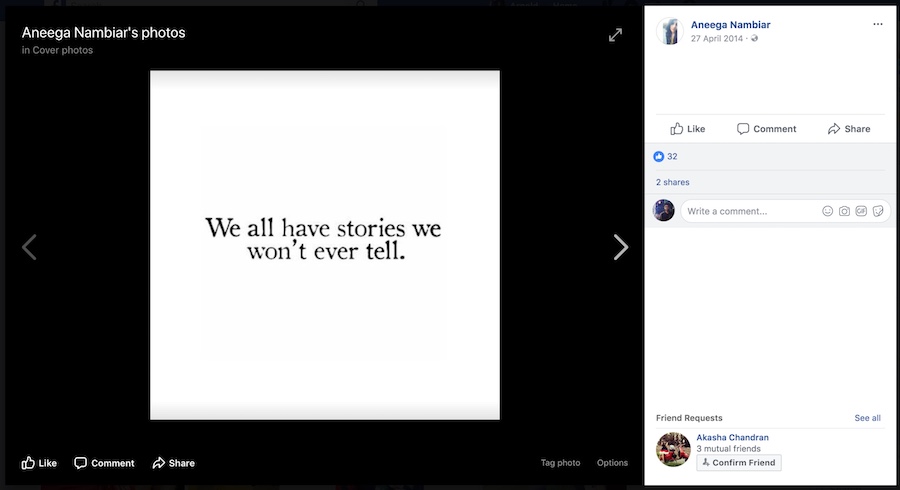 Aneega Nambiar's photos
in Cover photos
We all have stories we
won't ever tell.
Like Comment Share
Tag photo Options
Aneega Nambiar
27 April 2014 ·
Like Comment Share
32
2 shares
Write a comment...
GIF
Friend Requests See all
Akasha Chandran
3 mutual friends
Confirm Friend